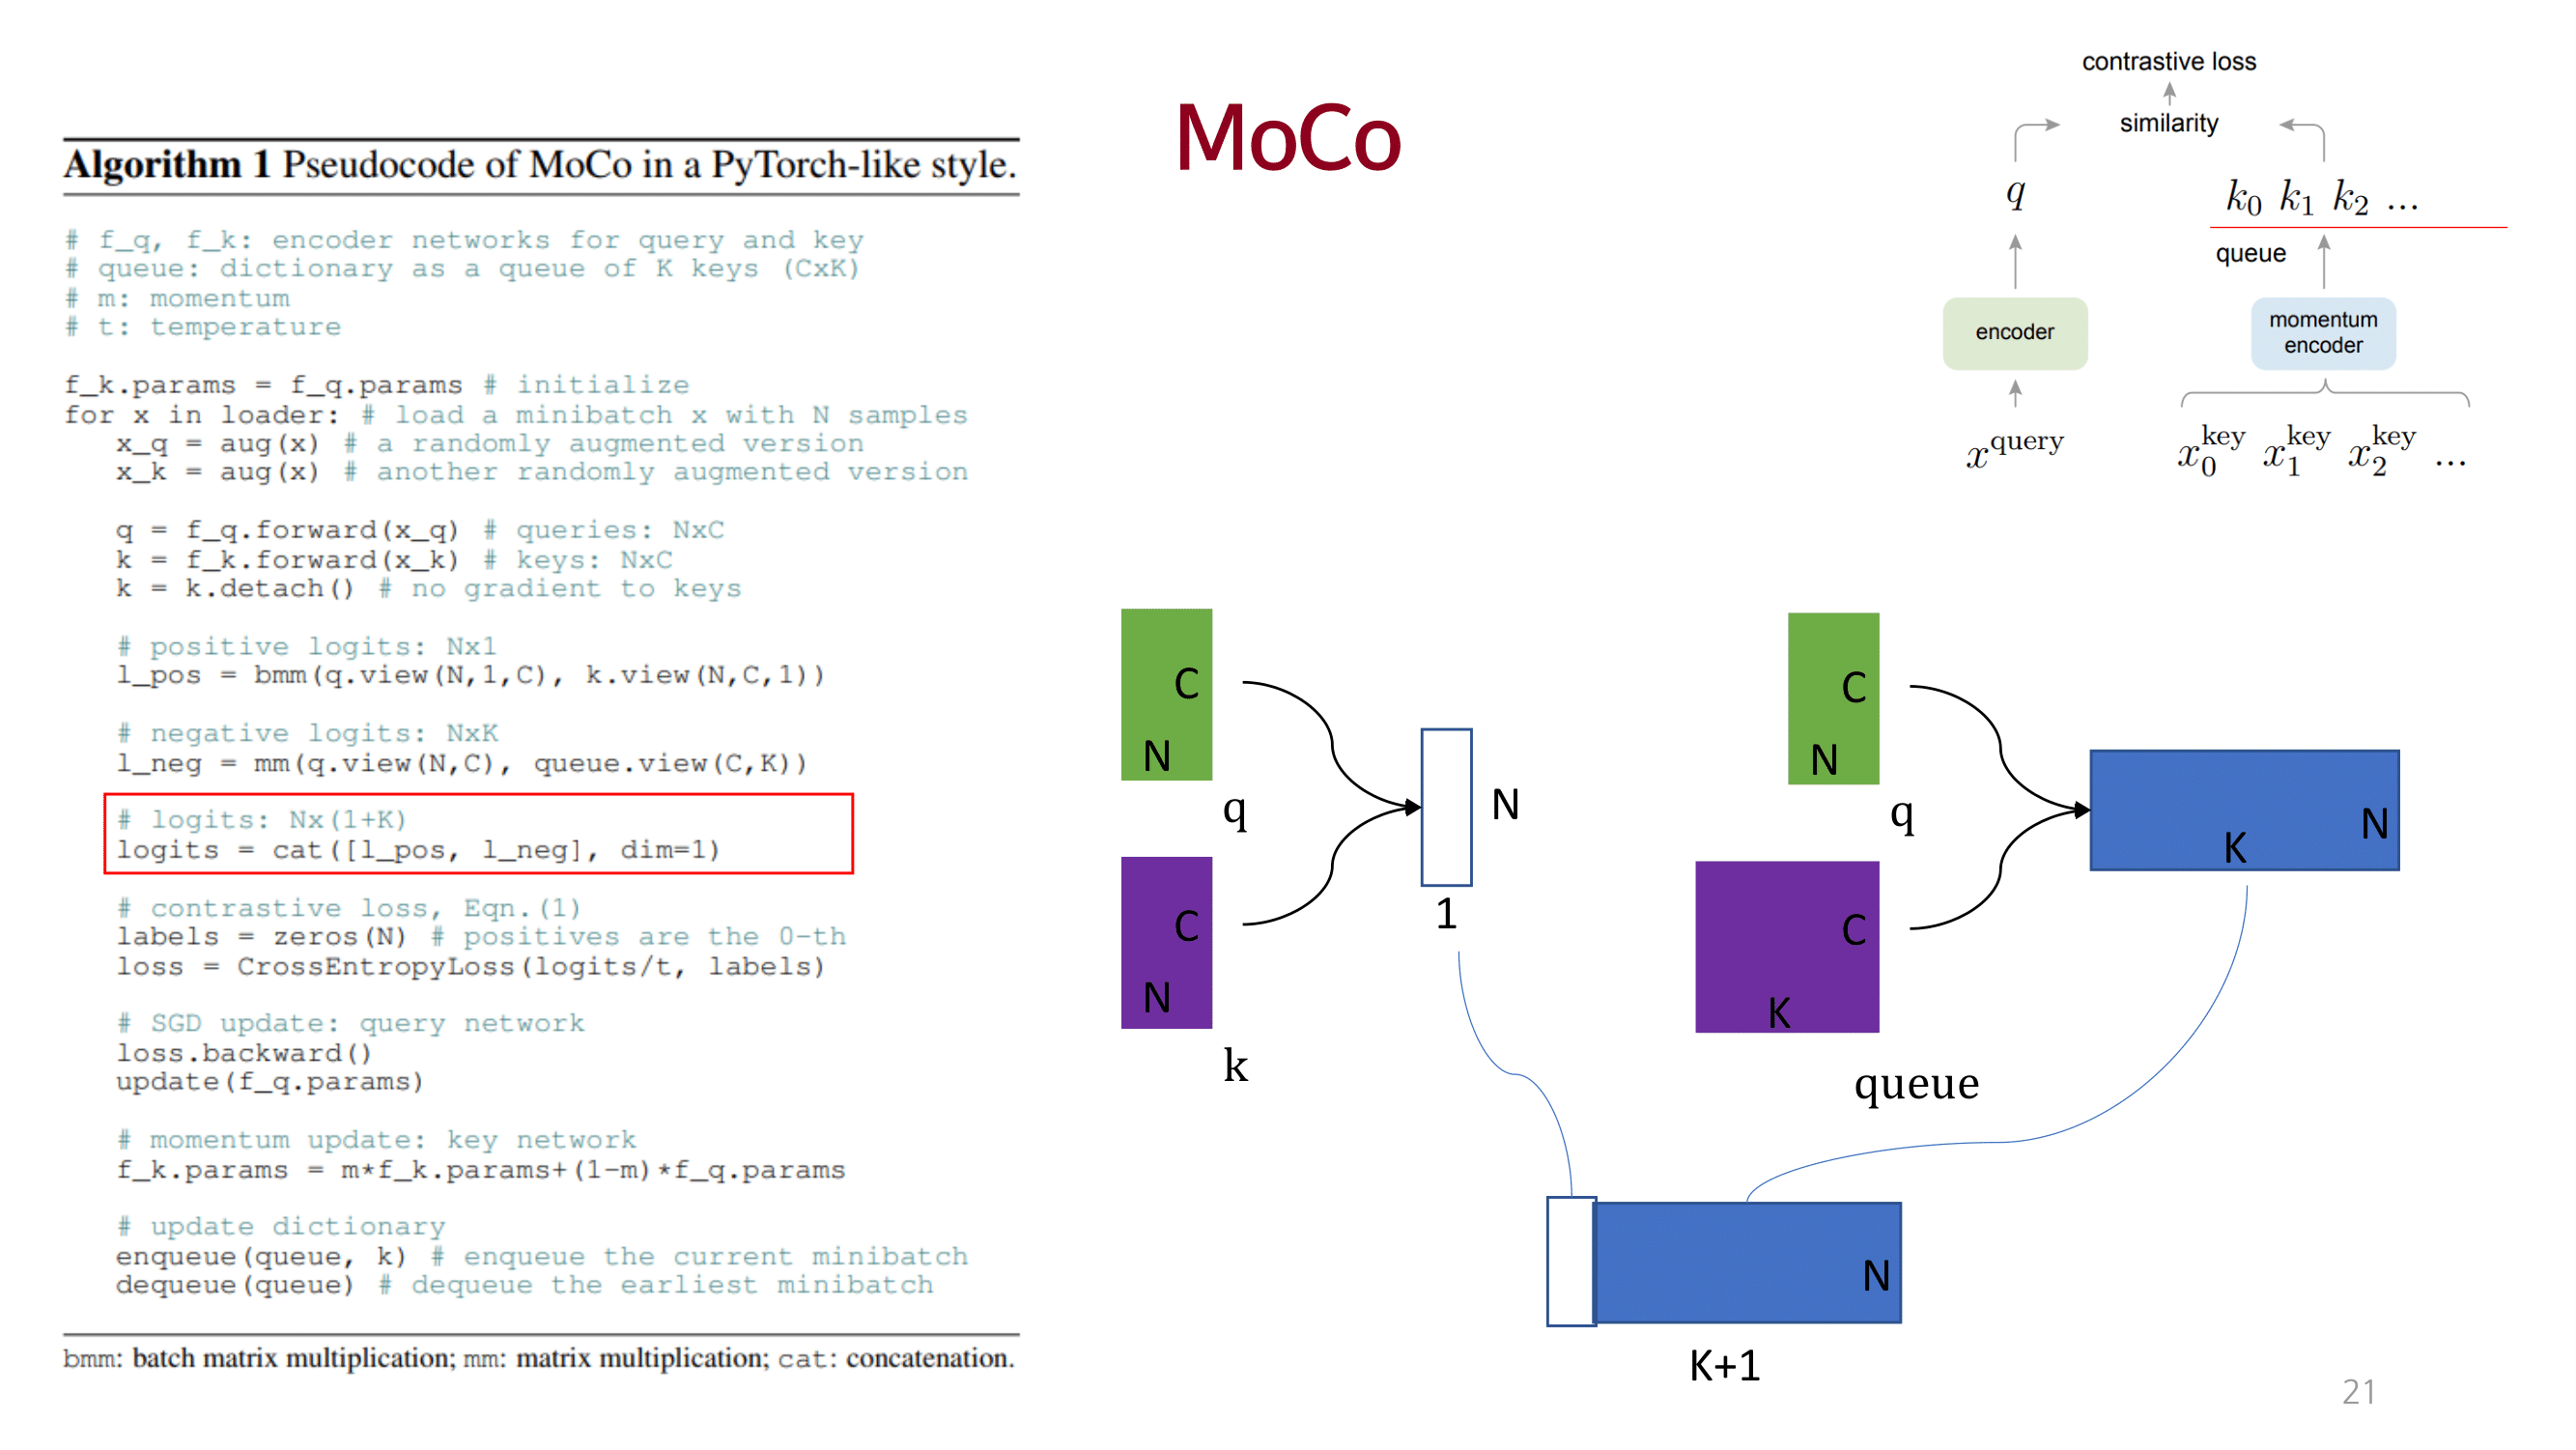 MoCo
Algorithm 1 Pseudocode of MoCo in a PyTorch-like style.
# f_q, f_k: encoder networks for query and key
# queue: dictionary as a queue of K keys (CxK)
# m: momentum
# t: temperature
f_k.params = f_q.params # initialize
for x in loader: # load a minibatch x with N samples
x_q = aug(x) # a randomly augmented version
x_k = aug(x) # another randomly augmented version
q = f_q.forward(x_q) # queries: NxC
k = f_k.forward(x_k) # keys: NxC
k = k.detach() # no gradient to keys
# positive logits: Nx1
l_pos = bmm(q.view(N,1,C), k.view(N,C,1))
# negative logits: NxK
l_neg = mm(q.view(N,C), queue.view(C,K))
# logits: Nx(1+K)
logits = cat([l_pos, l_neg], dim=1)
# contrastive loss, Eqn.(1)
labels = zeros(N) # positives are the 0-th
loss = CrossEntropyLoss(logits/t, labels)
# SGD update: query network
loss.backward()
update(f_q.params)
# momentum update: key network
f_k.params = m*f_k.params+(1-m)*f_q.params
# update dictionary
enqueue(queue, k) # enqueue the current minibatch
dequeue(queue) # dequeue the earliest minibatch
bmm: batch matrix multiplication; mm: matrix multiplication; cat: concatenation.
contrastive loss
similarity
q
k0 k1 k2 ...
queue
encoder
momentum
encoder
x^query
x_0^key x_1^key x_2^key ...
C
N
q
C
N
k
N
1
C
N
q
C
K
queue
N
K
N
K+1
21